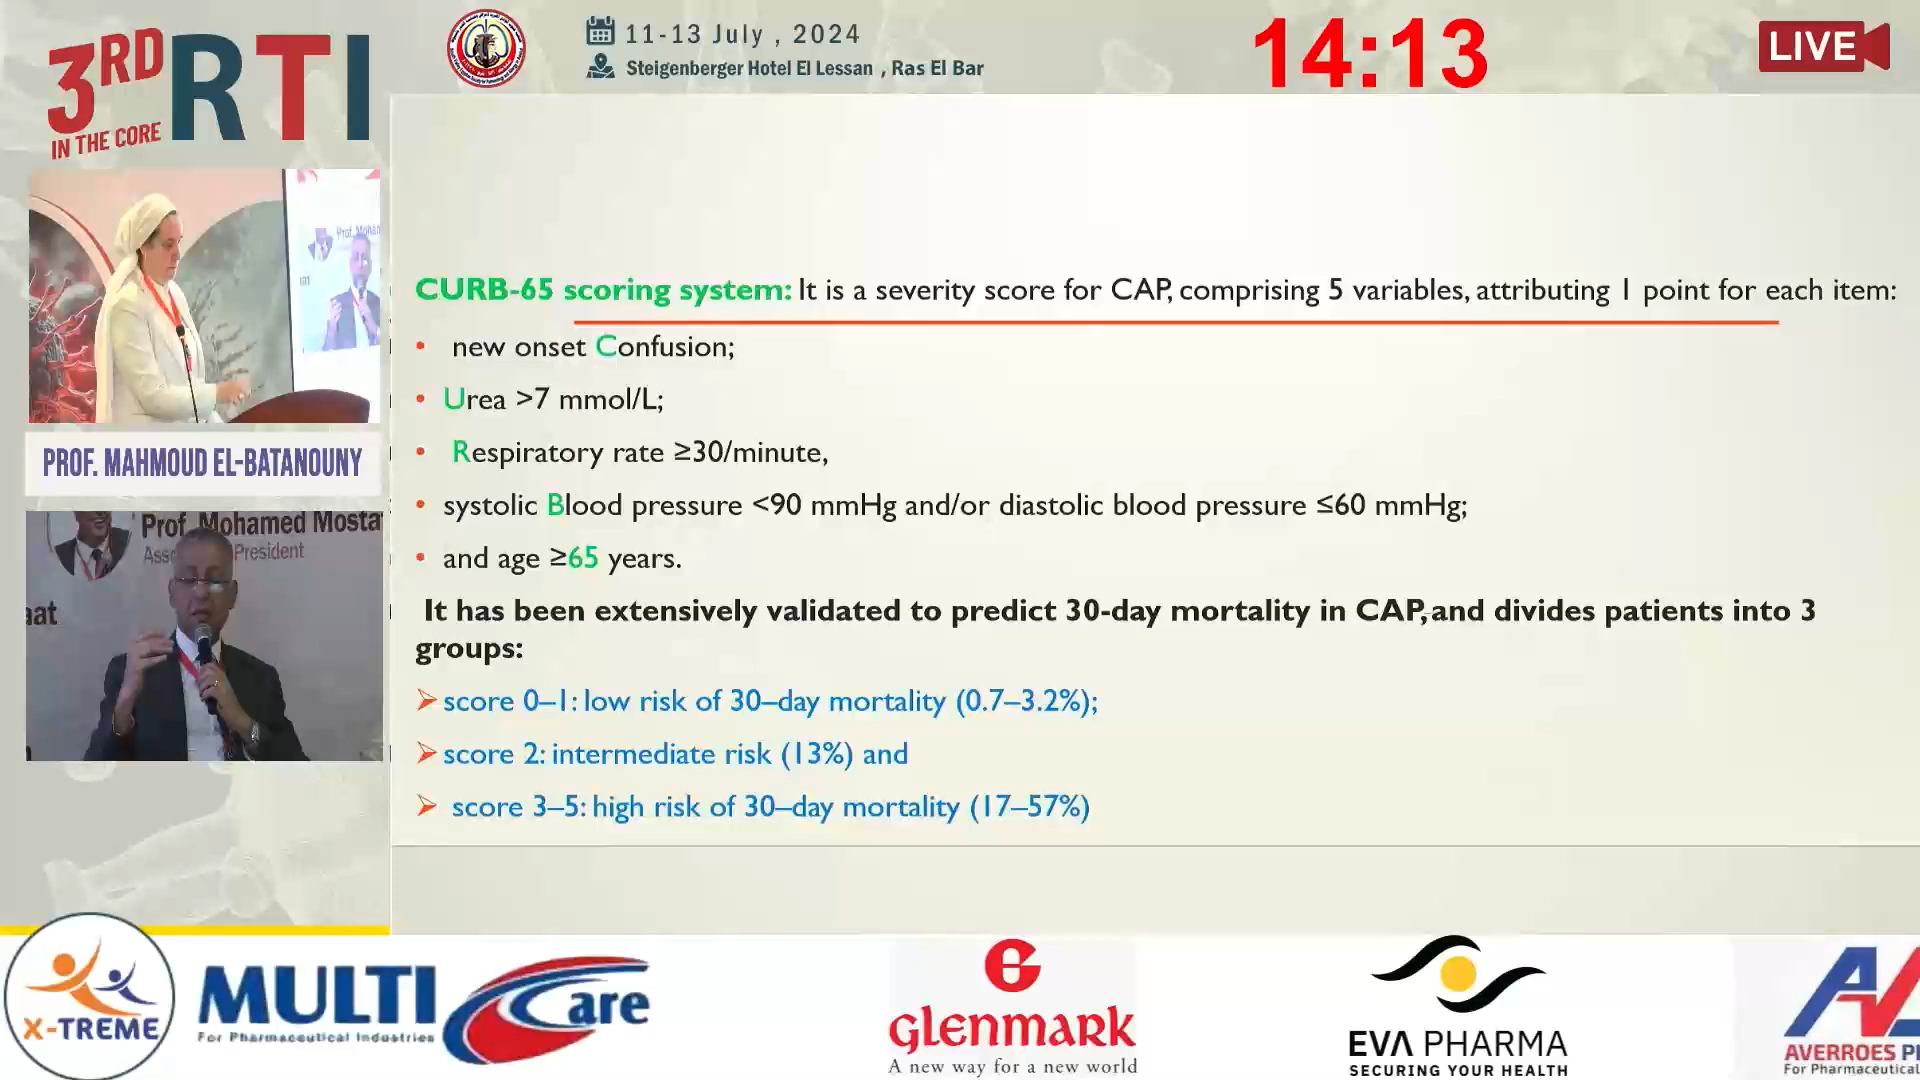 3RD
IN THE CORE
RTI
11-13 July , 2024
Steigenberger Hotel El Lessan , Ras El Bar
14:13
LIVE
PROF. MAHMOUD EL-BATANOUNY
Prof. Mohamed Mosta
President
aat
CURB-65 scoring system: It is a severity score for CAP, comprising 5 variables, attributing 1 point for each item:
• new onset Confusion;
• Urea >7 mmol/L;
• Respiratory rate ≥30/minute,
• systolic Blood pressure <90 mmHg and/or diastolic blood pressure ≤60 mmHg;
• and age ≥65 years.
It has been extensively validated to predict 30-day mortality in CAP, and divides patients into 3
groups:
➢ score 0–1: low risk of 30–day mortality (0.7–3.2%);
➢ score 2: intermediate risk (13%) and
➢ score 3–5: high risk of 30–day mortality (17–57%)
X-TREME
MULTI Care
For Pharmaceutical Industries
glenmark
A new way for a new world
EVA PHARMA
SECURING YOUR HEALTH
AVERROES P
For Pharmaceutical